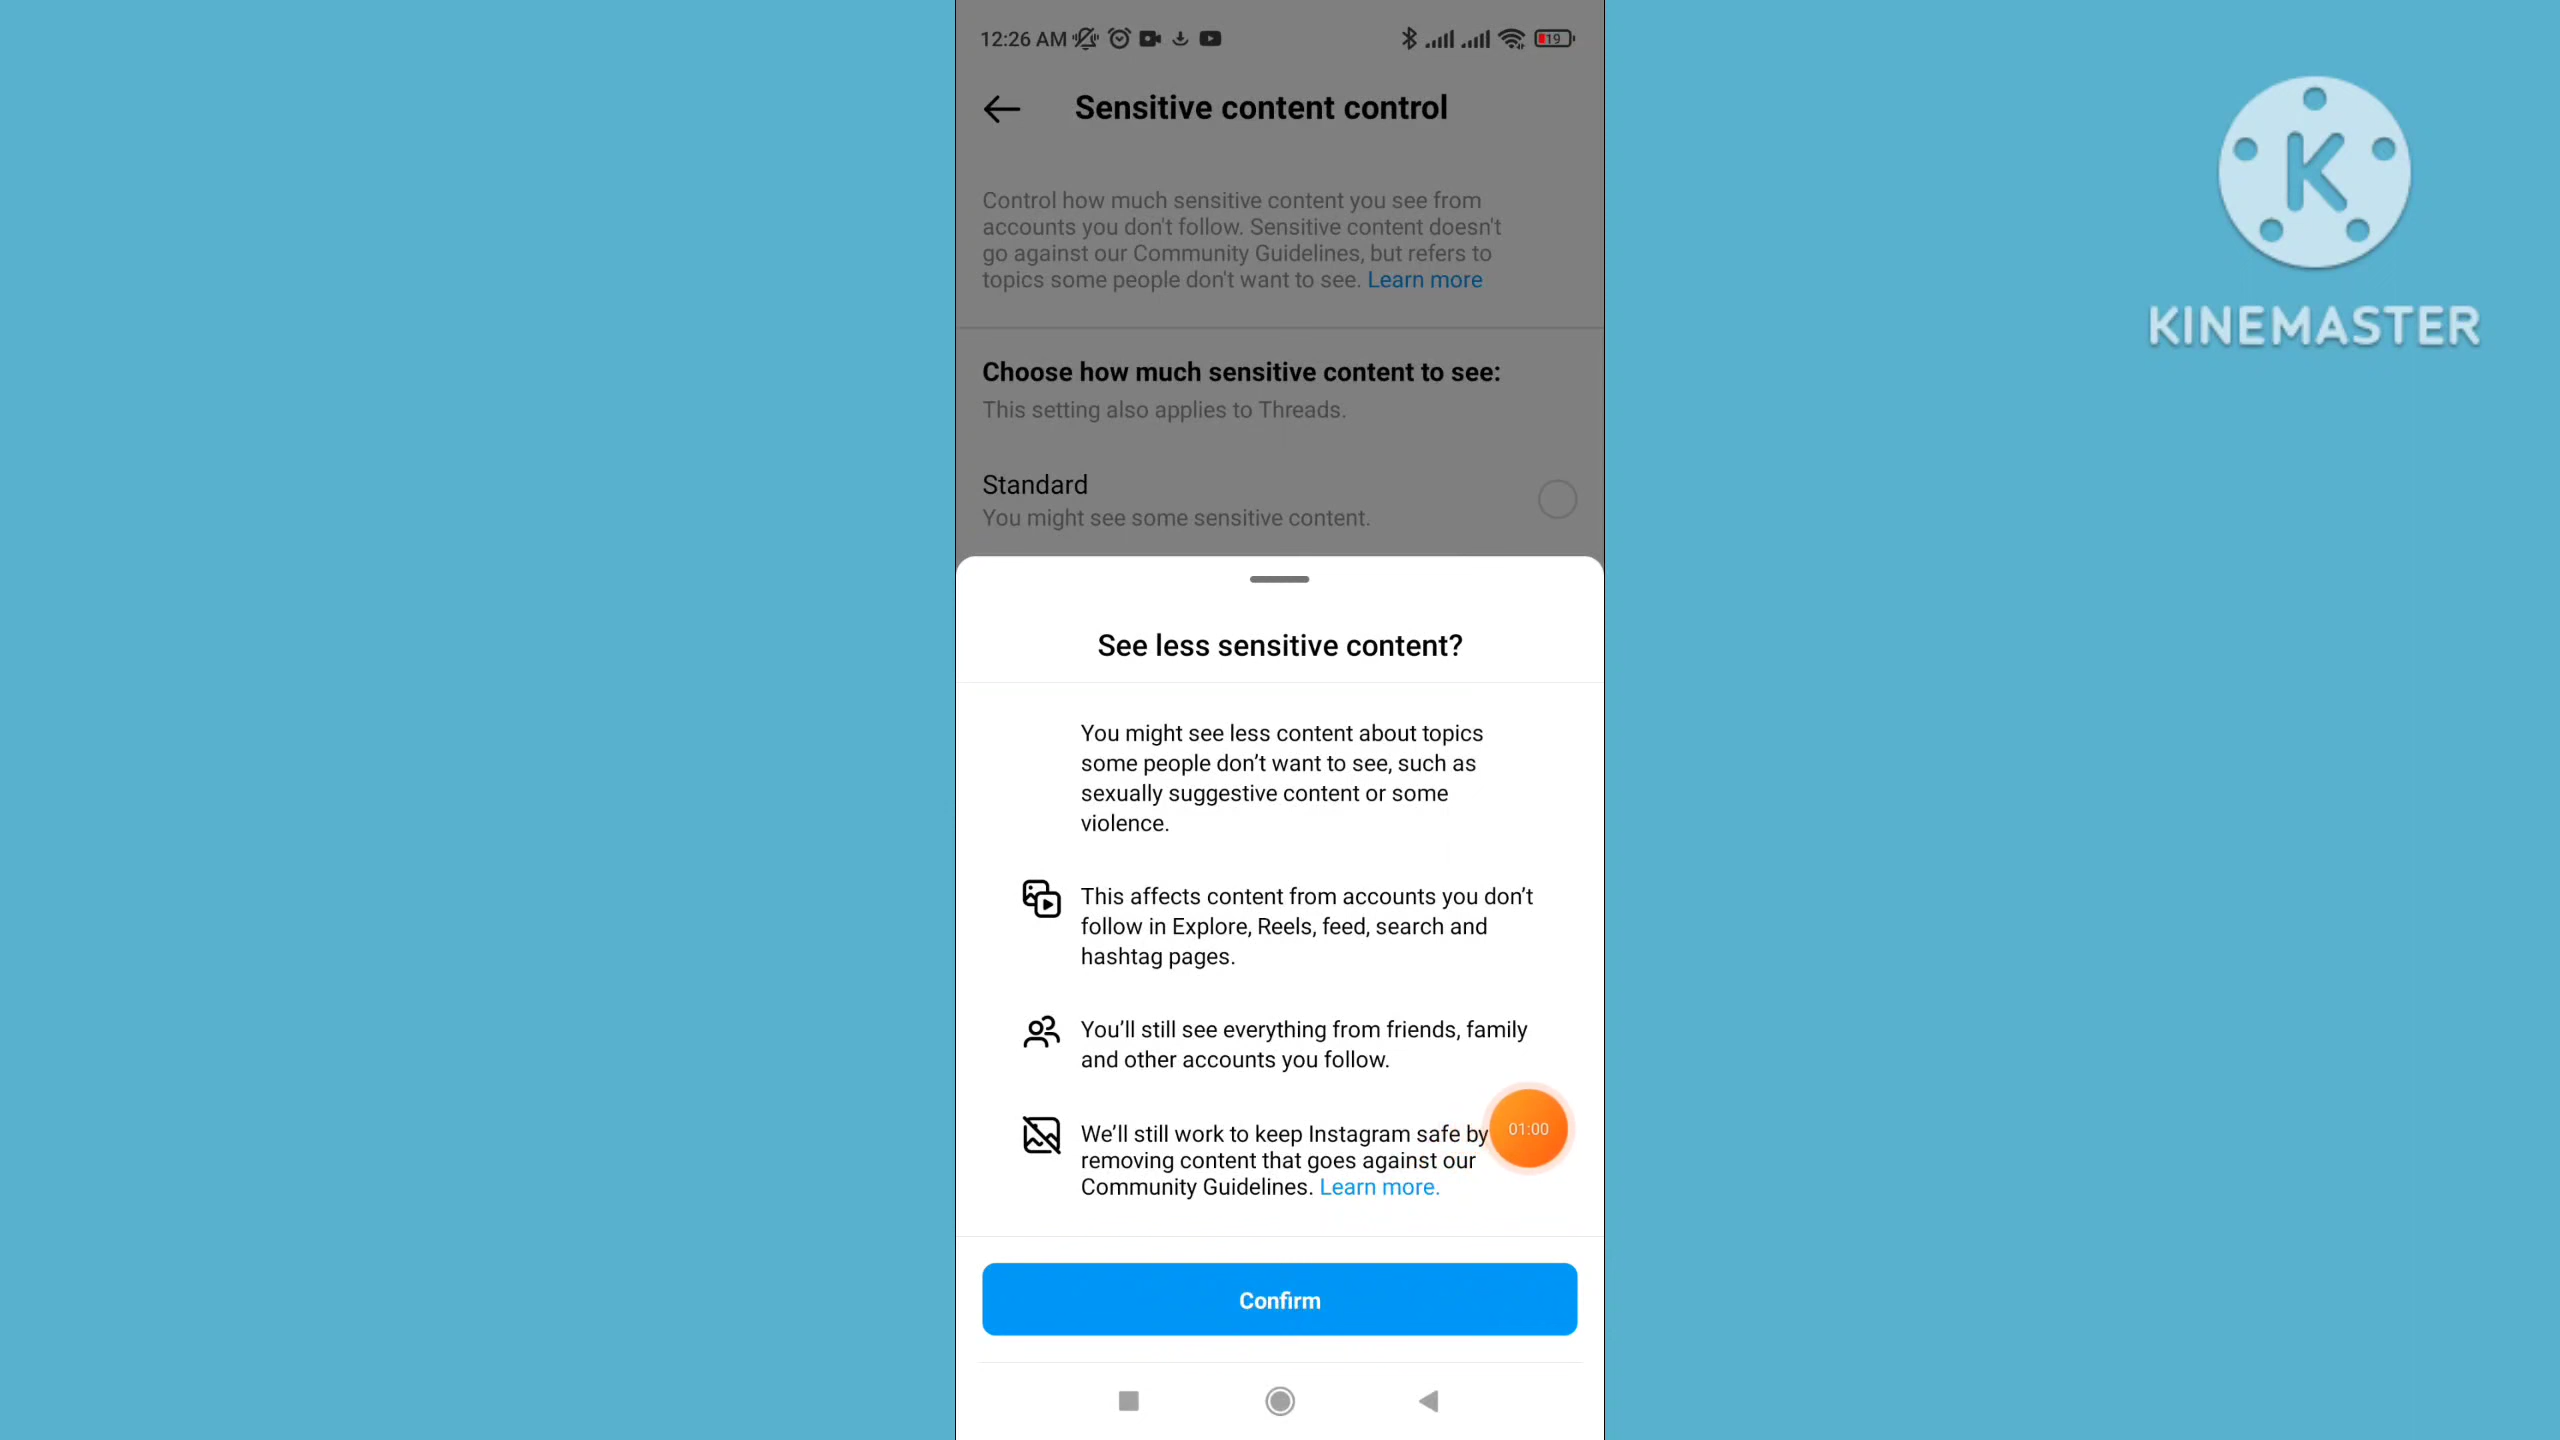 12:26 AM
19
Sensitive content control
Control how much sensitive content you see from
accounts you don't follow. Sensitive content doesn't
go against our Community Guidelines, but refers to
topics some people don't want to see. Learn more
Choose how much sensitive content to see:
This setting also applies to Threads.
Standard
You might see some sensitive content.
See less sensitive content?
You might see less content about topics
some people don’t want to see, such as
sexually suggestive content or some
violence.
This affects content from accounts you don’t
follow in Explore, Reels, feed, search and
hashtag pages.
You’ll still see everything from friends, family
and other accounts you follow.
We’ll still work to keep Instagram safe by
removing content that goes against our
Community Guidelines. Learn more.
01:00
Confirm
K
KINEMASTER